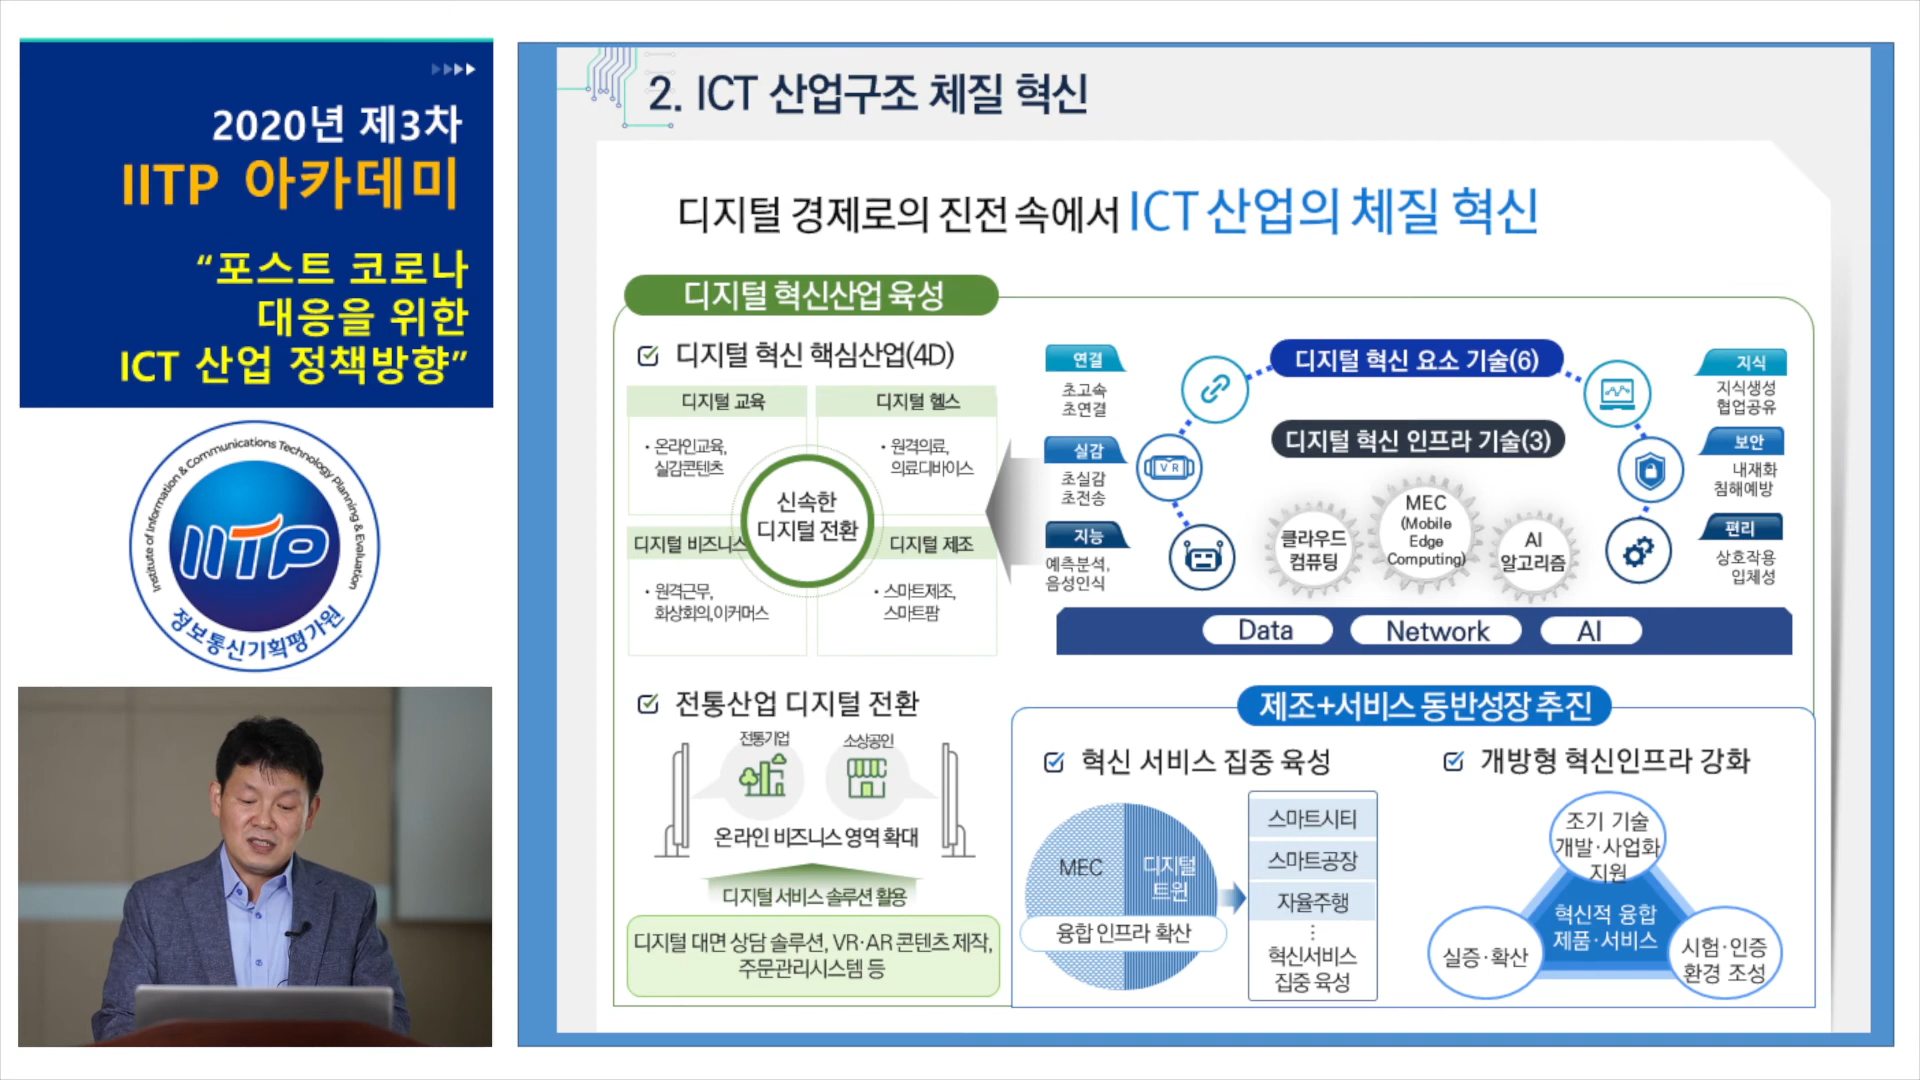 2020년 제3차
IITP 아카데미
“포스트 코로나
대응을 위한
ICT 산업 정책방향”
Institute of Information & Communications Technology Planning & Evaluation
IITP
정보통신기획평가원
2. ICT 산업구조 체질 혁신
디지털 경제로의 진전 속에서 ICT 산업의 체질 혁신
디지털 혁신산업 육성
디지털 혁신 핵심산업(4D)
디지털 교육
· 온라인교육,
실감콘텐츠
디지털 헬스
· 원격의료,
의료디바이스
신속한
디지털 전환
디지털 비즈니스
· 원격근무,
화상회의,이커머스
디지털 제조
· 스마트제조,
스마트팜
연결
초고속
초연결
실감
초실감
초전송
지능
예측분석,
음성인식
VR
디지털 혁신 요소 기술(6)
디지털 혁신 인프라 기술(3)
클라우드
컴퓨팅
MEC
(Mobile
Edge
Computing)
AI
알고리즘
지식
지식생성
협업공유
보안
내재화
침해예방
편리
상호작용
입체성
Data
Network
AI
전통산업 디지털 전환
전통기업
소상공인
온라인 비즈니스 영역 확대
디지털 서비스 솔루션 활용
디지털 대면 상담 솔루션, VR·AR 콘텐츠 제작,
주문관리시스템 등
제조+서비스 동반성장 추진
혁신 서비스 집중 육성
MEC
디지털
트윈
융합 인프라 확산
스마트시티
스마트공장
자율주행
⋮
혁신서비스
집중 육성
개방형 혁신인프라 강화
조기 기술
개발·사업화
지원
혁신적 융합
제품·서비스
실증·확산
시험·인증
환경 조성